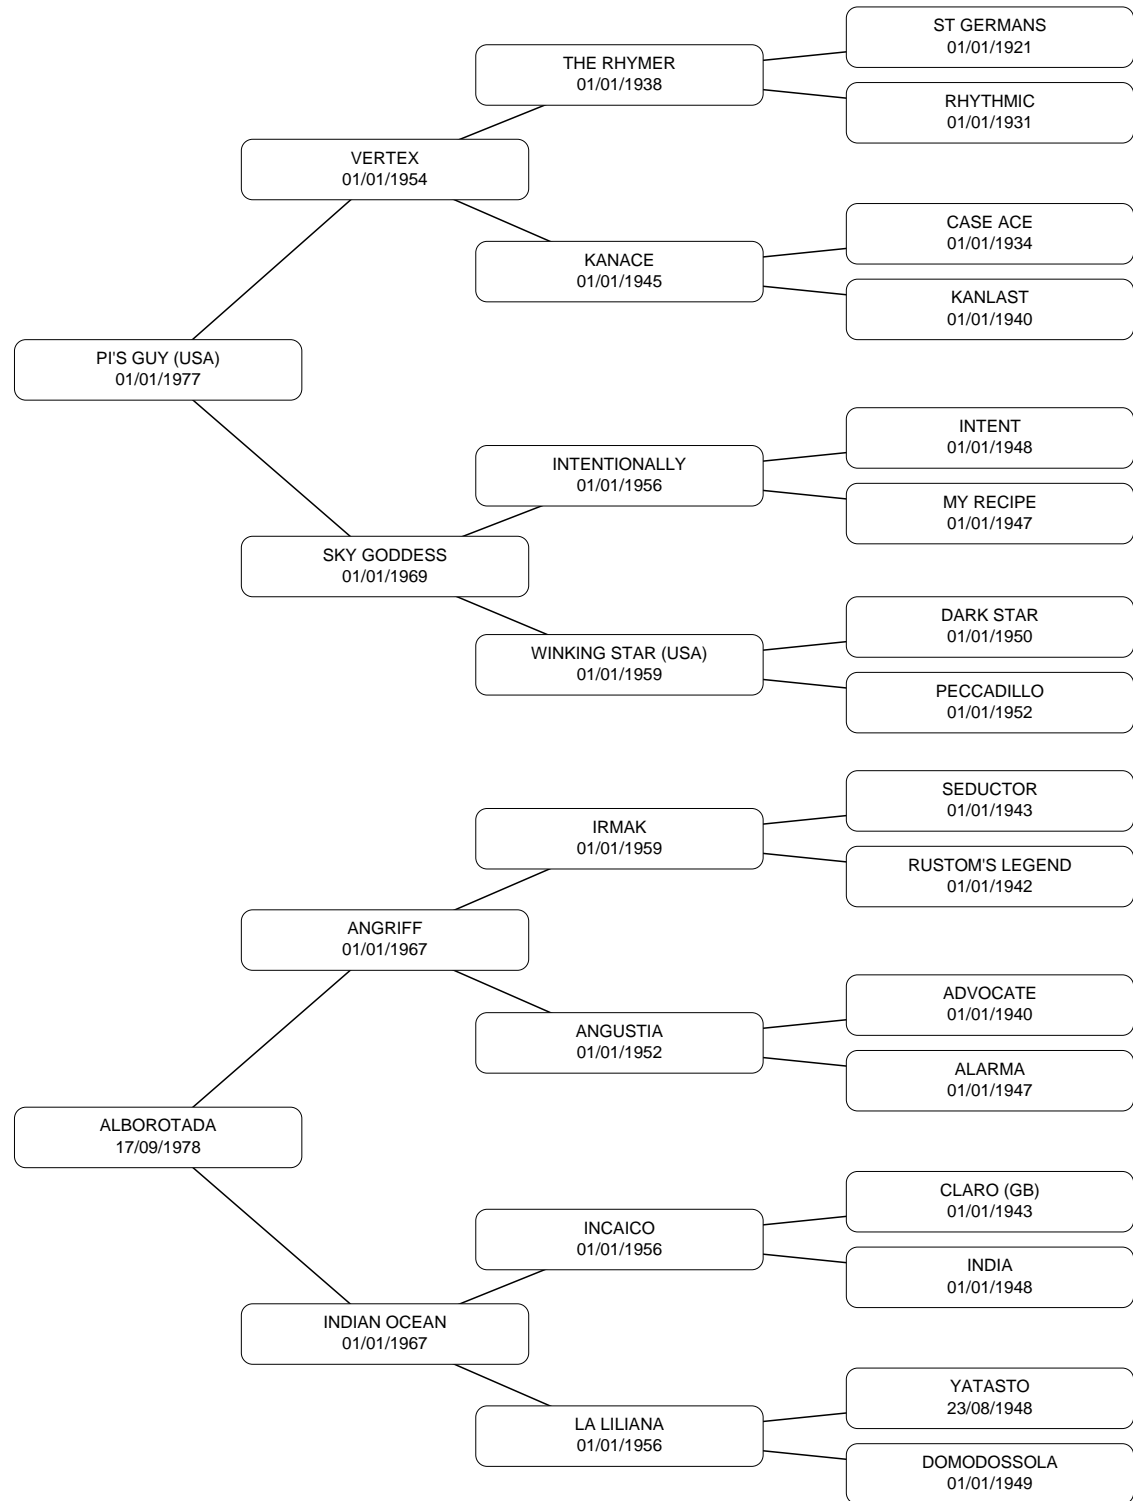 ST GERMANS
01/01/1921
THE RHYMER
01/01/1938
RHYTHMIC
01/01/1931
VERTEX
01/01/1954
CASE ACE
01/01/1934
KANACE
01/01/1945
KANLAST
01/01/1940
PI'S GUY (USA)
01/01/1977
INTENT
01/01/1948
INTENTIONALLY
01/01/1956
MY RECIPE
01/01/1947
SKY GODDESS
01/01/1969
DARK STAR
01/01/1950
WINKING STAR (USA)
01/01/1959
PECCADILLO
01/01/1952
SEDUCTOR
01/01/1943
IRMAK
01/01/1959
RUSTOM'S LEGEND
01/01/1942
ANGRIFF
01/01/1967
ADVOCATE
01/01/1940
ANGUSTIA
01/01/1952
ALARMA
01/01/1947
ALBOROTADA
17/09/1978
CLARO (GB)
01/01/1943
INCAICO
01/01/1956
INDIA
01/01/1948
INDIAN OCEAN
01/01/1967
YATASTO
23/08/1948
LA LILIANA
01/01/1956
DOMODOSSOLA
01/01/1949